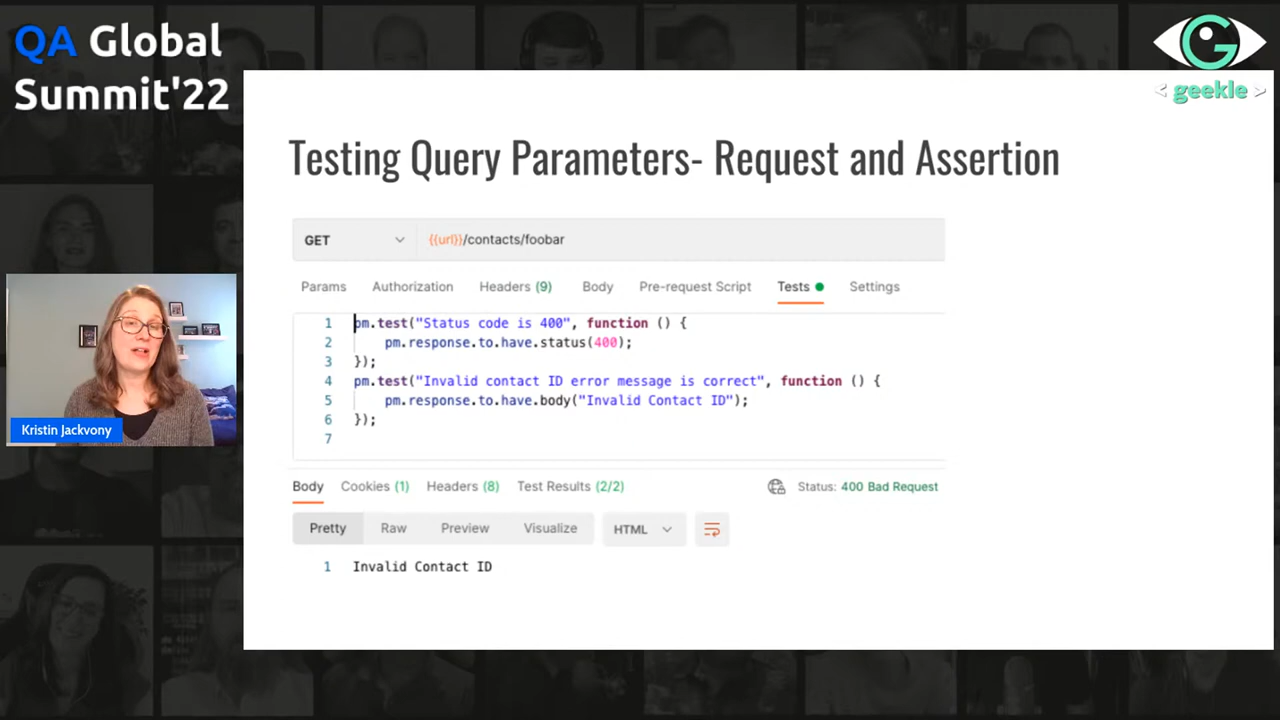 QA Global
Summit'22
G
< geekle >
Testing Query Parameters- Request and Assertion
GET {{url}}/contacts/foobar
Params Authorization Headers (9) Body Pre-request Script Tests Settings
1 pm.test("Status code is 400", function () {
2 pm.response.to.have.status(400);
3 });
4 pm.test("Invalid contact ID error message is correct", function () {
5 pm.response.to.have.body("Invalid Contact ID");
6 });
7
Body Cookies (1) Headers (8) Test Results (2/2) Status: 400 Bad Request
Pretty Raw Preview Visualize HTML
1 Invalid Contact ID
Kristin Jackvony